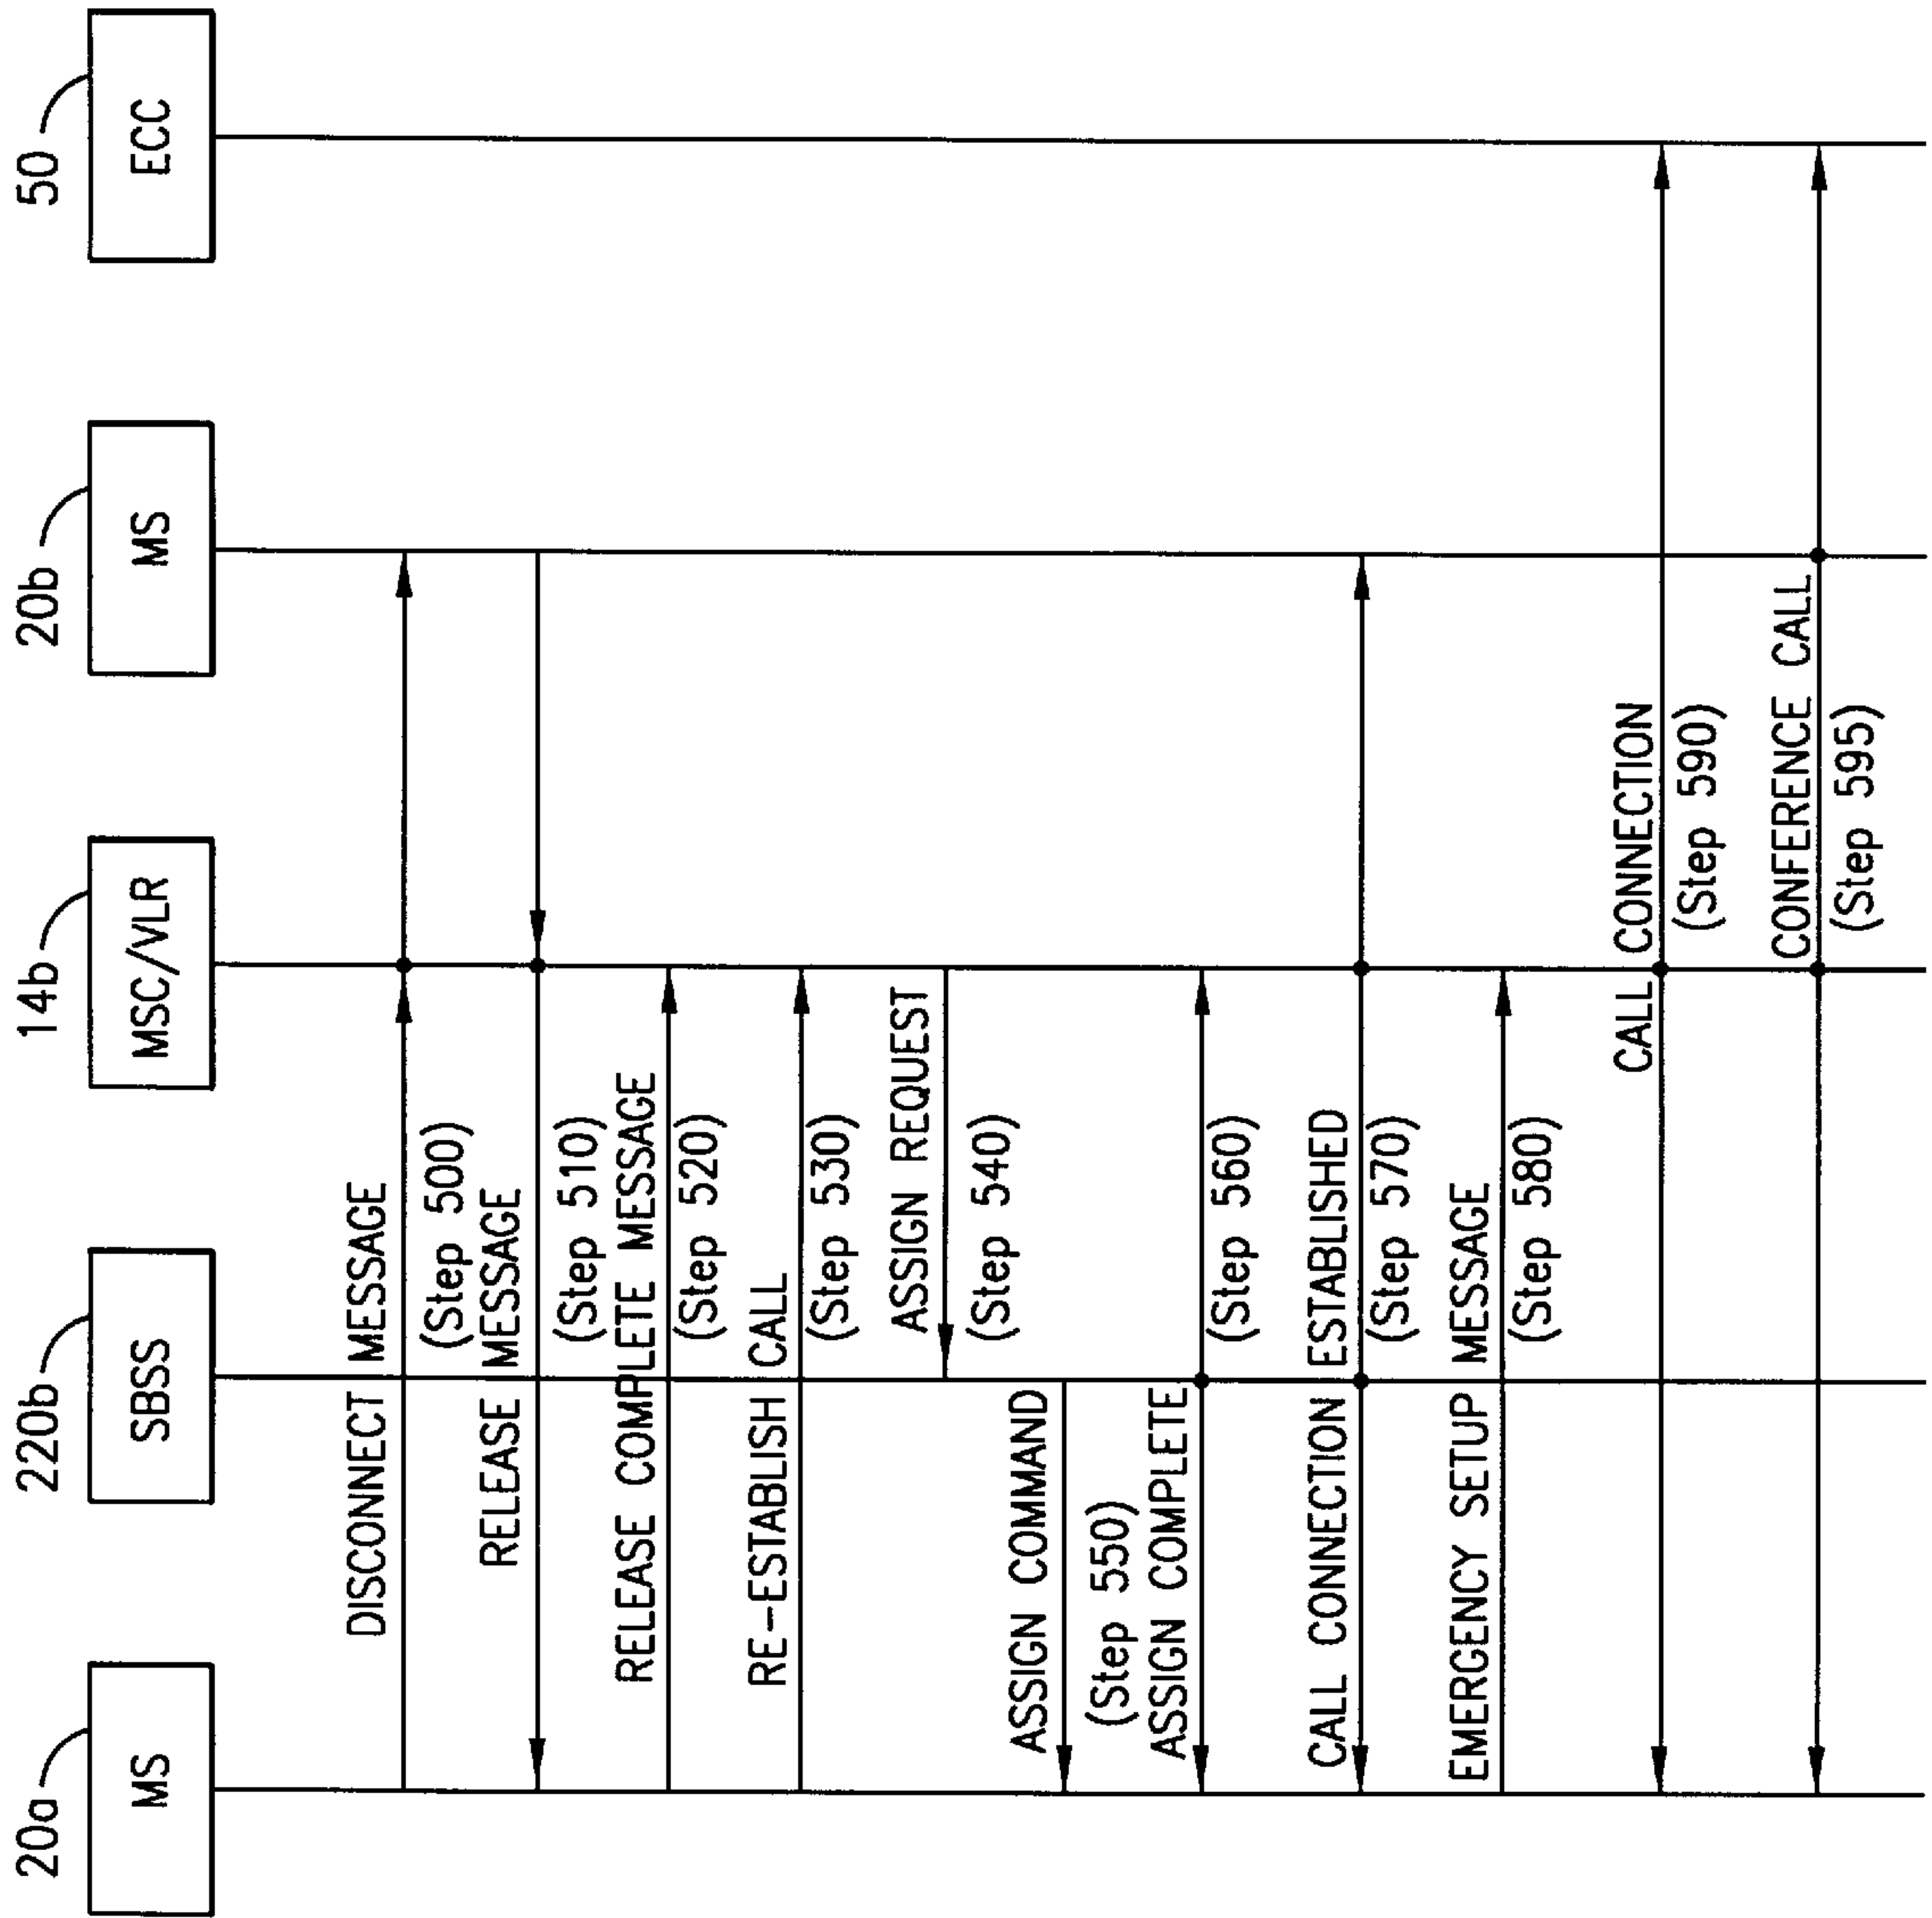 20a
220b
14b
20b
50
MS
SBSS
MSC/VLR
MS
ECC
DISCONNECT MESSAGE
(Step 500)
RELEASE MESSAGE
(Step 510)
RELEASE COMPLETE MESSAGE
(Step 520)
RE-ESTABLISH CALL
(Step 530)
ASSIGN REQUEST
(Step 540)
ASSIGN COMMAND
(Step 550)
ASSIGN COMPLETE
(Step 560)
CALL CONNECTION ESTABLISHED
(Step 570)
EMERGENCY SETUP MESSAGE
(Step 580)
CALL CONNECTION
(Step 590)
CONFERENCE CALL
(Step 595)